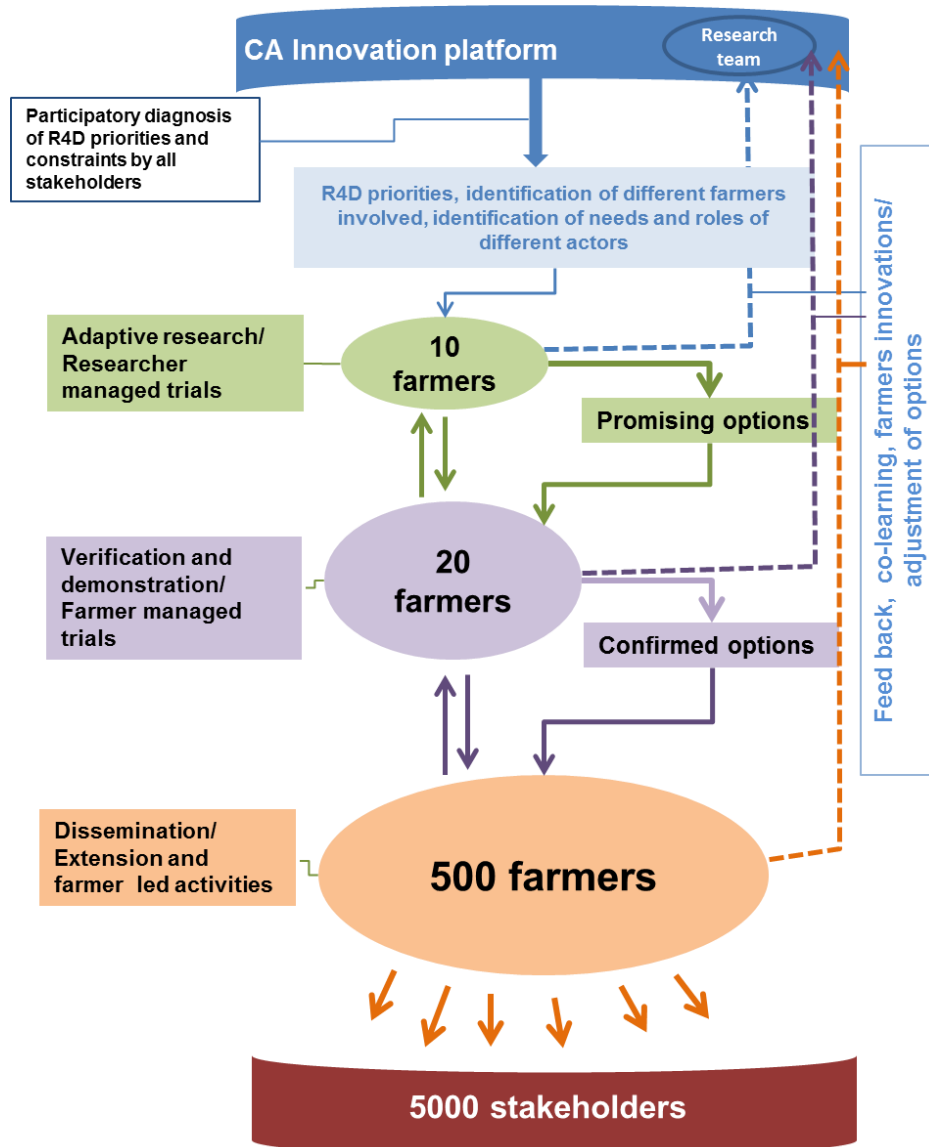 CA Innovation platform
Research
team
Participatory diagnosis
of R4D priorities and
constraints by all
stakeholders
R4D priorities, identification of different farmers
involved, identification of needs and roles of
different actors
Adaptive research/
Researcher
managed trials
10
farmers
Promising options
Verification and
demonstration/
Farmer managed
trials
20
farmers
Confirmed options
Feed back, co-learning, farmers innovations/
adjustment of options
Dissemination/
Extension and
farmer led activities
500 farmers
5000 stakeholders